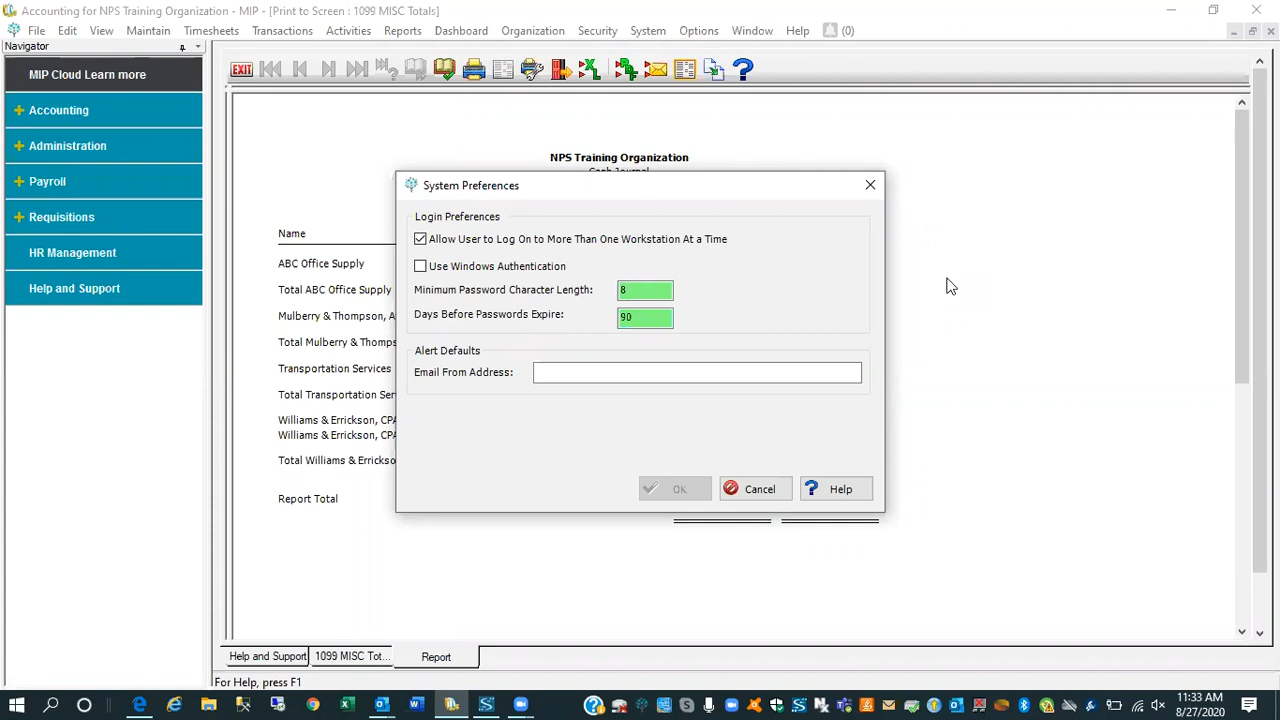 Accounting for NPS Training Organization - MIP - [Print to Screen : 1099 MISC Totals]
File Edit View Maintain Timesheets Transactions Activities Reports Dashboard Organization Security System Options Window Help (0)
Navigator
MIP Cloud Learn more
Accounting
Administration
Payroll
Requisitions
HR Management
Help and Support
EXIT
NPS Training Organization
Cash Journal
System Preferences
Login Preferences
Allow User to Log On to More Than One Workstation At a Time
Use Windows Authentication
Minimum Password Character Length: 8
Days Before Passwords Expire: 90
Alert Defaults
Email From Address:
OK Cancel Help
Name
ABC Office Supply
Total ABC Office Supply
Mulberry & Thompson, A
Total Mulberry & Thomps
Transportation Services
Total Transportation Ser
Williams & Errickson, CPA
Williams & Errickson, CPA
Total Williams & Errickso
Report Total
Help and Support 1099 MISC Tot... Report
For Help, press F1
11:33 AM
8/27/2020